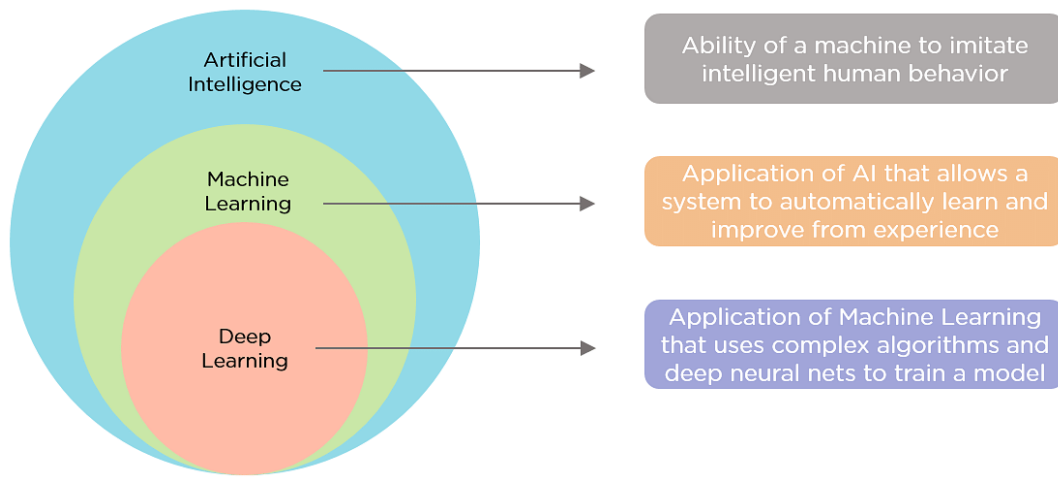 Artificial
Intelligence
Ability of a machine to imitate
intelligent human behavior
Machine
Learning
Application of AI that allows a
system to automatically learn and
improve from experience
Deep
Learning
Application of Machine Learning
that uses complex algorithms and
deep neural nets to train a model